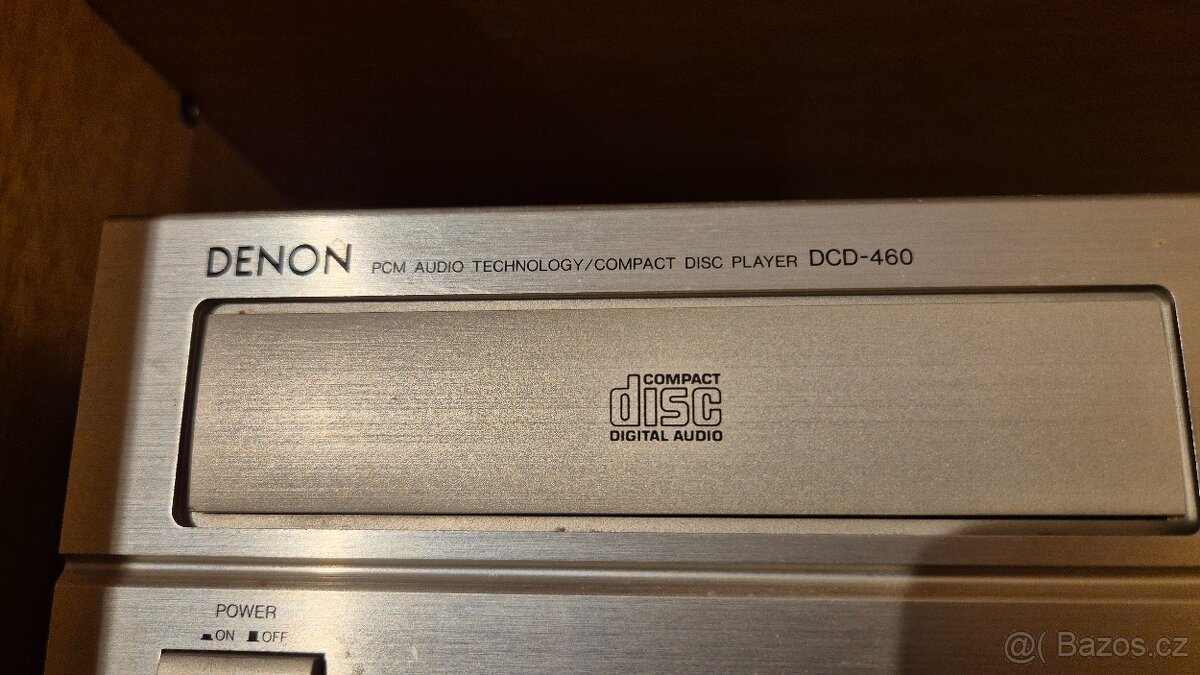 DENON PCM AUDIO TECHNOLOGY/COMPACT DISC PLAYER DCD-460
COMPACT
disc
DIGITAL AUDIO
POWER
ON OFF
@( Bazos.cz